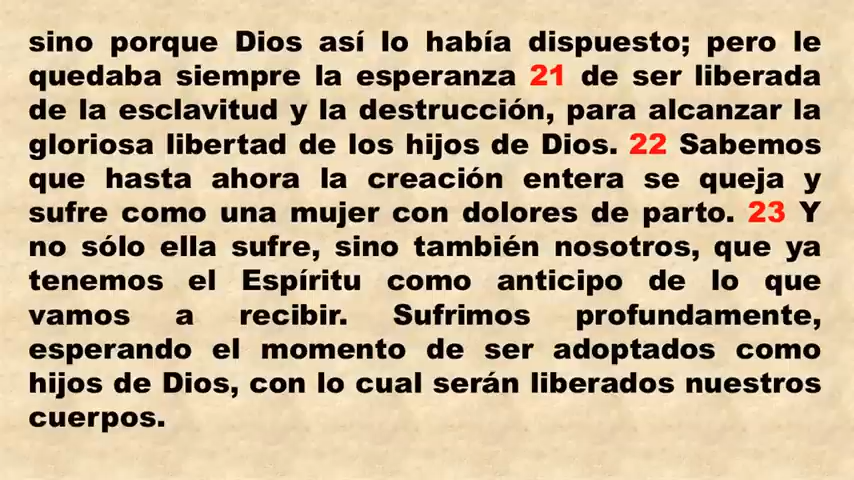 sino porque Dios así lo había dispuesto; pero le
quedaba siempre la esperanza 21 de ser liberada
de la esclavitud y la destrucción, para alcanzar la
gloriosa libertad de los hijos de Dios. 22 Sabemos
que hasta ahora la creación entera se queja y
sufre como una mujer con dolores de parto. 23 Y
no sólo ella sufre, sino también nosotros, que ya
tenemos el Espíritu como anticipo de lo que
vamos a recibir. Sufrimos profundamente,
esperando el momento de ser adoptados como
hijos de Dios, con lo cual serán liberados nuestros
cuerpos.